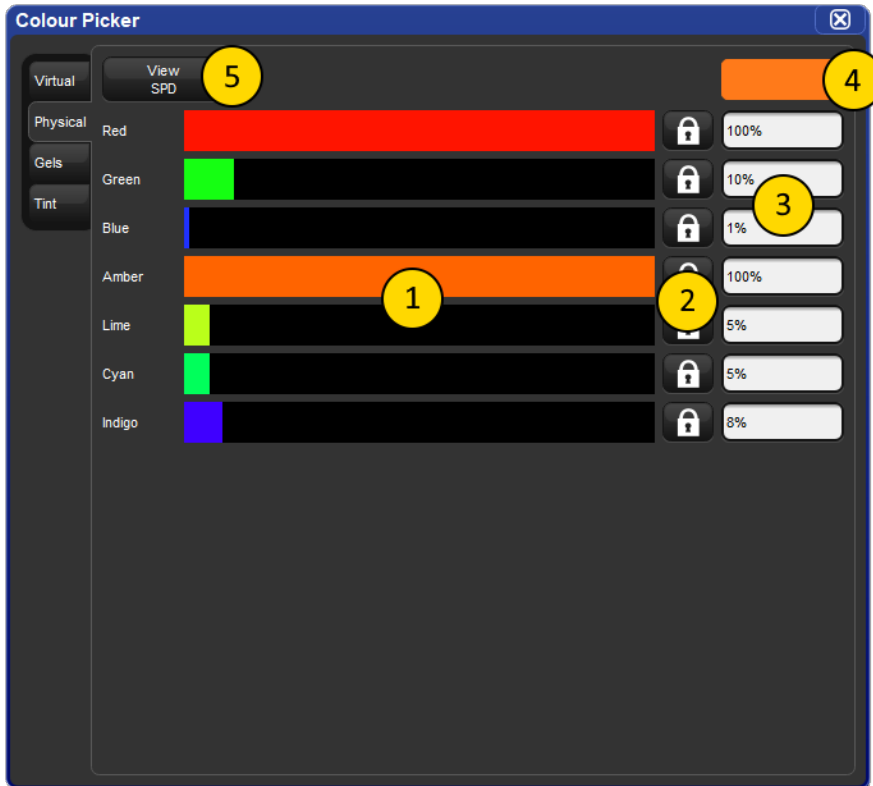 Colour Picker
Virtual
Physical
Gels
Tint
View
SPD
5
4
Red
100%
Green
10%
3
Blue
1%
Amber
1
2
100%
Lime
5%
Cyan
5%
Indigo
8%